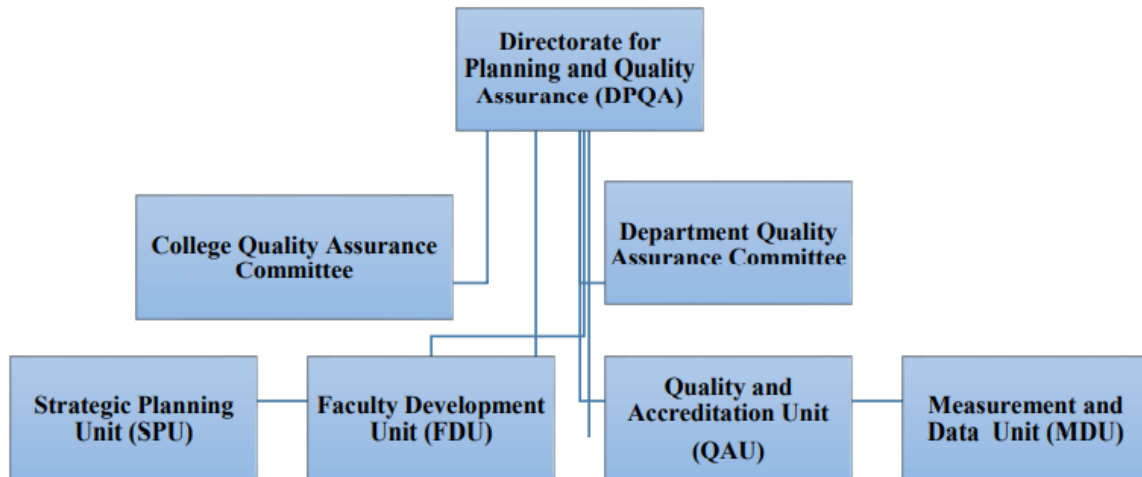 Directorate for
Planning and Quality
Assurance (DPQA)
College Quality Assurance
Committee
Department Quality
Assurance Committee
Strategic Planning
Unit (SPU)
Faculty Development
Unit (FDU)
Quality and
Accreditation Unit
(QAU)
Measurement and
Data Unit (MDU)